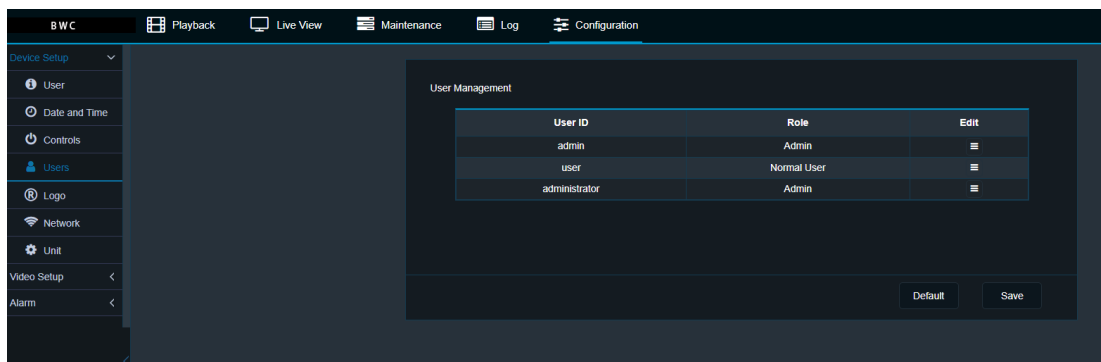 BWC Playback Live View Maintenance Log Configuration
Device Setup
User
Date and Time
Controls
Users
Logo
Network
Unit
Video Setup
Alarm
User Management
User ID Role Edit
admin Admin
user Normal User
administrator Admin
Default Save